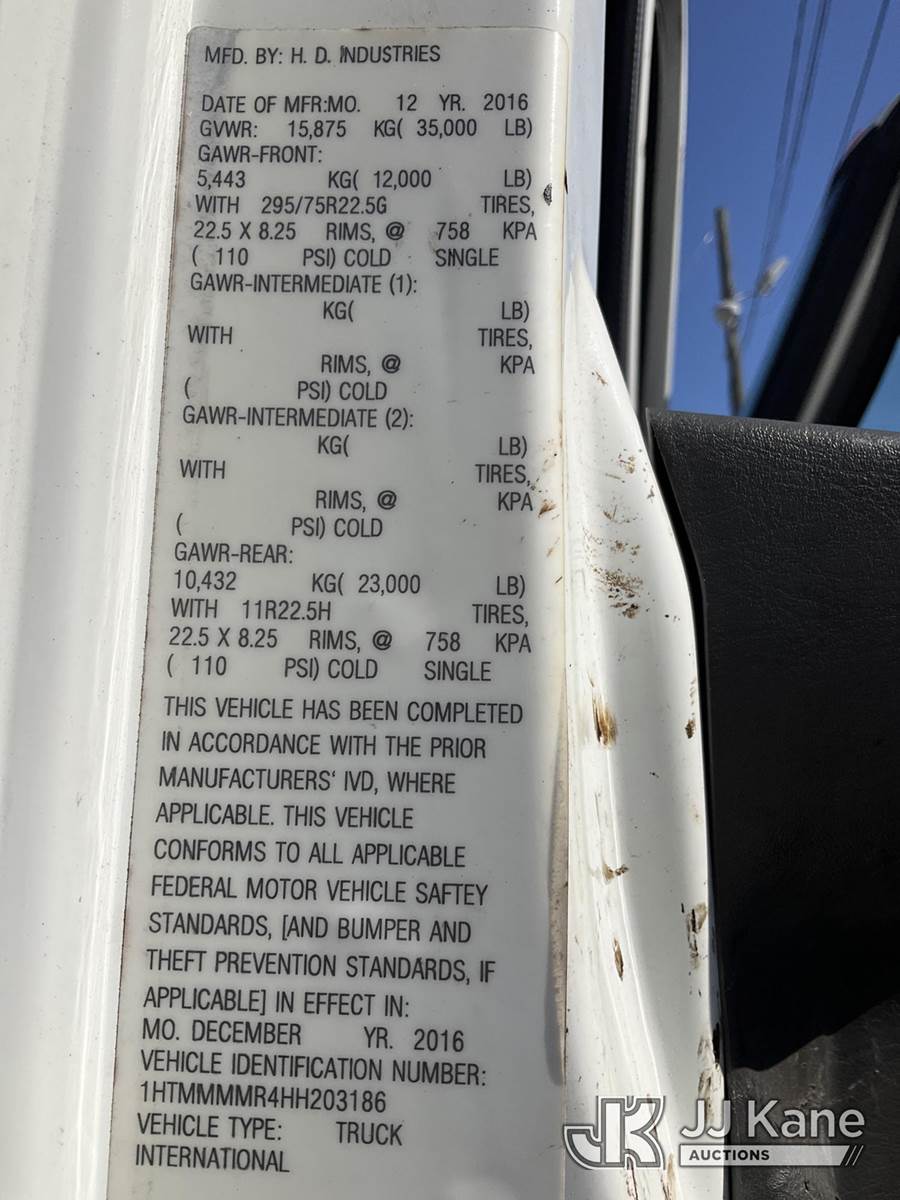 MFD. BY: H. D. INDUSTRIES
DATE OF MFR:MO. 12 YR. 2016
GVWR: 15,875 KG( 35,000 LB)
GAWR-FRONT:
5,443 KG( 12,000 LB)
WITH 295/75R22.5G TIRES,
22.5 X 8.25 RIMS, @ 758 KPA
( 110 PSI) COLD SINGLE
GAWR-INTERMEDIATE (1):
KG( LB)
WITH TIRES,
RIMS, @ KPA
( PSI) COLD
GAWR-INTERMEDIATE (2):
KG( LB)
WITH TIRES,
RIMS, @ KPA
( PSI) COLD
GAWR-REAR:
10,432 KG( 23,000 LB)
WITH 11R22.5H TIRES,
22.5 X 8.25 RIMS, @ 758 KPA
( 110 PSI) COLD SINGLE
THIS VEHICLE HAS BEEN COMPLETED
IN ACCORDANCE WITH THE PRIOR
MANUFACTURERS' IVD, WHERE
APPLICABLE. THIS VEHICLE
CONFORMS TO ALL APPLICABLE
FEDERAL MOTOR VEHICLE SAFTEY
STANDARDS, [AND BUMPER AND
THEFT PREVENTION STANDARDS, IF
APPLICABLE] IN EFFECT IN:
MO. DECEMBER YR. 2016
VEHICLE IDENTIFICATION NUMBER:
1HTMMMMR4HH203186
VEHICLE TYPE: TRUCK
INTERNATIONAL
JK JJ Kane
AUCTIONS